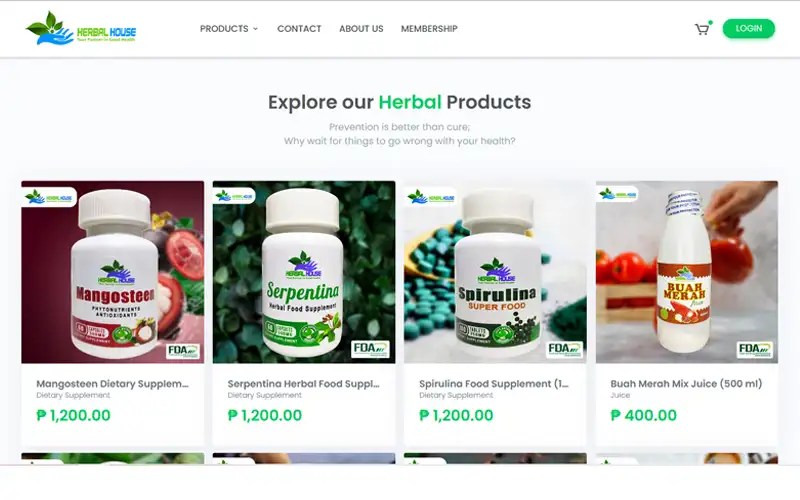 HERBAL HOUSE
Your Partner in Good Health
PRODUCTS
CONTACT
ABOUT US
MEMBERSHIP
LOGIN
Explore our Herbal Products
Prevention is better than cure;
Why wait for things to go wrong with your health?
HERBAL HOUSE
HERBAL HOUSE
Mangosteen
PHYTONUTRIENTS
ANTIOXIDANTS
60 CAPSULES
FDA
Mangosteen Dietary Supplem...
Dietary Supplement
₱ 1,200.00
HERBAL HOUSE
HERBAL HOUSE
Serpentina
Herbal Food Supplement
CAPSULES
FDA
Serpentina Herbal Food Suppl...
Dietary Supplement
₱ 1,200.00
HERBAL HOUSE
HERBAL HOUSE
Spirulina
SUPER FOOD
TABLETS
FDA
Spirulina Food Supplement (1...
Dietary Supplement
₱ 1,200.00
HERBAL HOUSE
BUAH
MERAH
FDA
Buah Merah Mix Juice (500 ml)
Juice
₱ 400.00